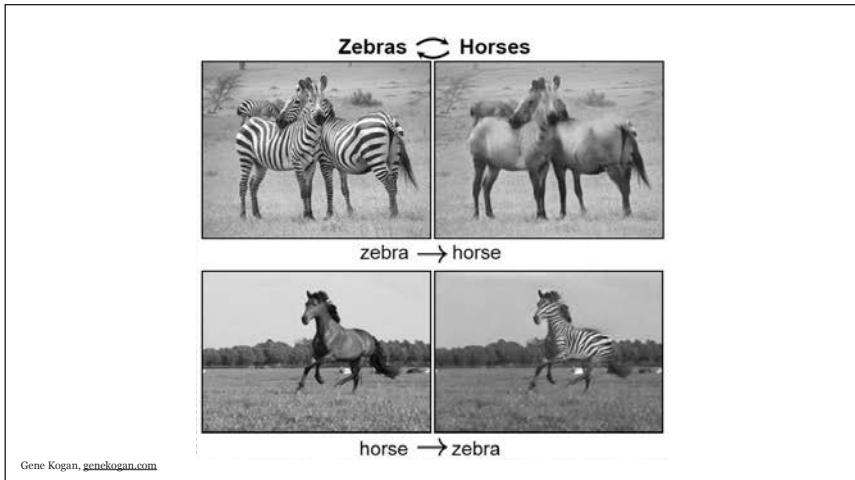 Zebras Horses
zebra → horse
horse → zebra
Gene Kogan, genekogan.com